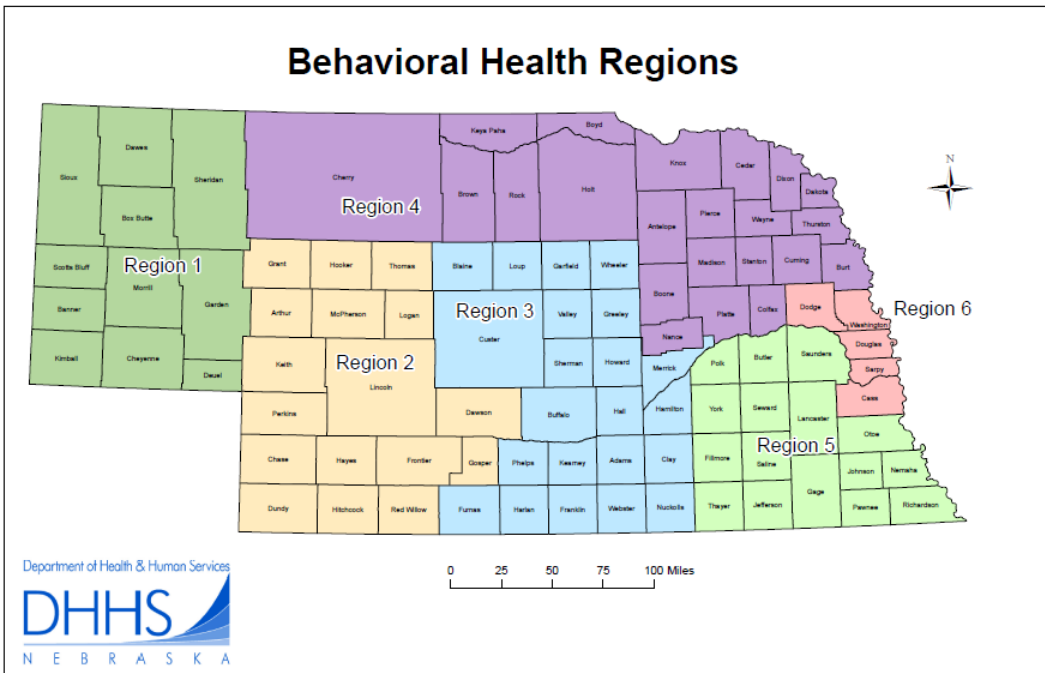 Behavioral Health Regions
Keya Paha
Boyd
Dawes
Sheridan
Sioux
Cherry
Brown
Rock
Holt
Knox
Cedar
Dixon
Dakota
N
Box Butte
Region 4
Antelope
Pierce
Wayne
Thurston
Scotts Bluff
Region 1
Morrill
Garden
Grant
Hooker
Thomas
Blaine
Loup
Garfield
Wheeler
Madison
Stanton
Cuming
Burt
Banner
Arthur
McPherson
Logan
Region 3
Custer
Valley
Greeley
Boone
Platte
Colfax
Dodge
Washington
Region 6
Kimball
Cheyenne
Deuel
Keith
Region 2
Lincoln
Sherman
Howard
Nance
Merrick
Polk
Butler
Saunders
Douglas
Sarpy
Perkins
Dawson
Buffalo
Hall
Hamilton
York
Seward
Lancaster
Cass
Otoe
Region 5
Chase
Hayes
Frontier
Gosper
Phelps
Kearney
Adams
Clay
Fillmore
Saline
Gage
Johnson
Nemaha
Dundy
Hitchcock
Red Willow
Furnas
Harlan
Franklin
Webster
Nuckolls
Thayer
Jefferson
Pawnee
Richardson
0 25 50 75 100 Miles
Department of Health & Human Services
DHHS
NEBRASKA